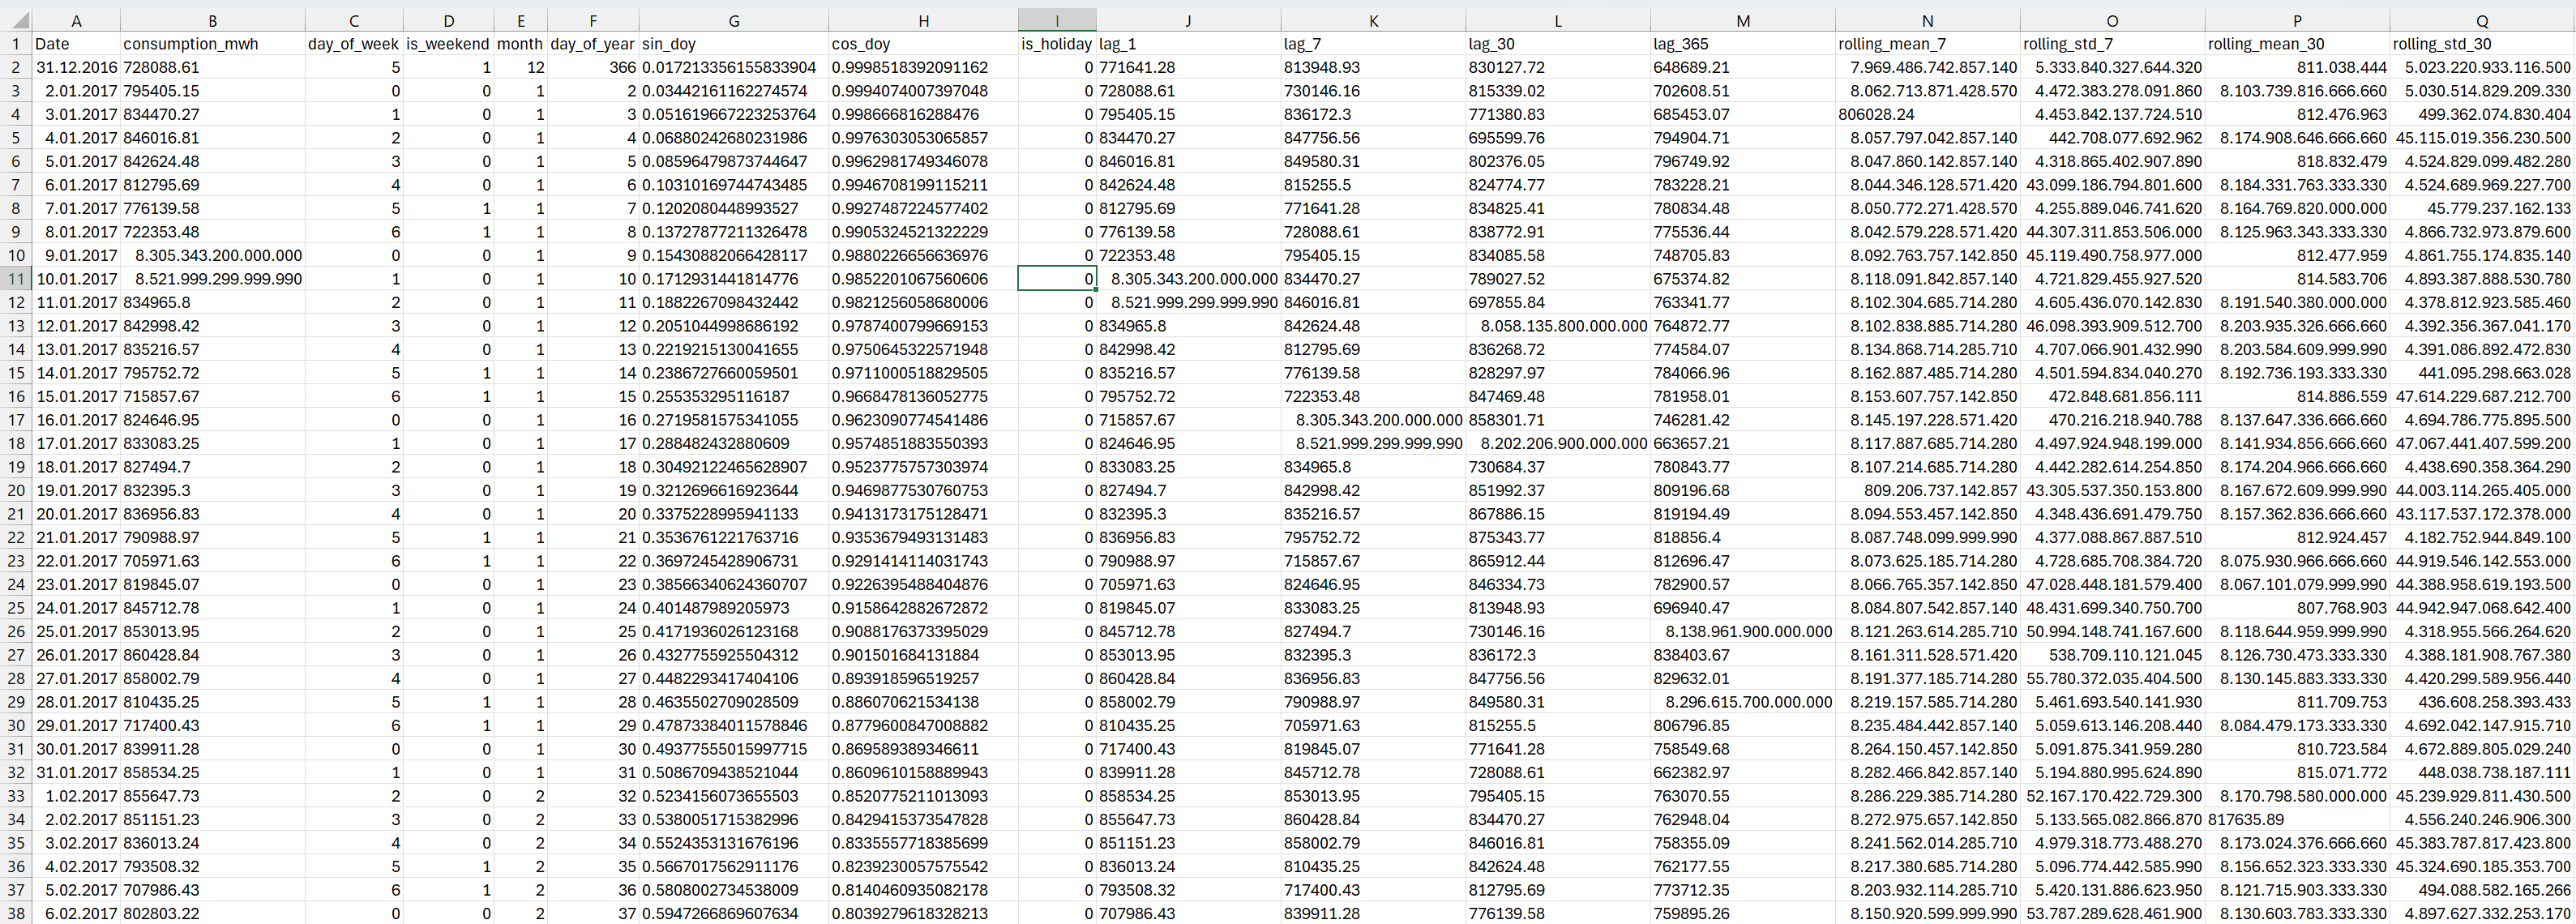 A B C D E F G H I J K L M N O P Q
1 Date consumption_mwh day_of_week is_weekend month day_of_year sin_doy cos_doy is_holiday lag_1 lag_7 lag_30 lag_365 rolling_mean_7 rolling_std_7 rolling_mean_30 rolling_std_30
2 31.12.2016 728088.61 5 1 12 366 0.017213356155833904 0.9998518392091162 0 771641.28 813948.93 830127.72 648689.21 7.969.486.742.857.140 5.333.840.327.644.320 811.038.444 5.023.220.933.116.500
3 2.01.2017 795405.15 0 0 1 2 0.03442161162274574 0.9994074007397048 0 728088.61 730146.16 815339.02 702608.51 8.062.713.871.428.570 4.472.383.278.091.860 8.103.739.816.666.660 5.030.514.829.209.330
4 3.01.2017 834470.27 1 0 1 3 0.051619667223253764 0.998666816288476 0 795405.15 836172.3 771380.83 685453.07 806028.24 4.453.842.137.724.510 812.476.963 499.362.074.830.404
5 4.01.2017 846016.81 2 0 1 4 0.06880242680231986 0.9976303053065857 0 834470.27 847756.56 695599.76 794904.71 8.057.797.042.857.140 442.708.077.692.962 8.174.908.646.666.660 45.115.019.356.230.500
6 5.01.2017 842624.48 3 0 1 5 0.08596479873744647 0.9962981749346078 0 846016.81 849580.31 802376.05 796749.92 8.047.860.142.857.140 4.318.865.402.907.890 818.832.479 4.524.829.099.482.280
7 6.01.2017 812795.69 4 0 1 6 0.10310169744743485 0.9946708199115211 0 842624.48 815255.5 824774.77 783228.21 8.044.346.128.571.420 43.099.186.794.801.600 8.184.331.763.333.330 4.524.689.969.227.700
8 7.01.2017 776139.58 5 1 1 7 0.1202080448993527 0.9927487224577402 0 812795.69 771641.28 834825.41 780834.48 8.050.772.271.428.570 4.255.889.046.741.620 8.164.769.820.000.000 45.779.237.162.133
9 8.01.2017 722353.48 6 1 1 8 0.13727877211326478 0.9905324521322229 0 776139.58 728088.61 838772.91 775536.44 8.042.579.228.571.420 44.307.311.853.506.000 8.125.963.343.333.330 4.866.732.973.879.600
10 9.01.2017 8.305.343.200.000.000 0 0 1 9 0.15430882066428117 0.9880226656636976 0 722353.48 795405.15 834085.58 748705.83 8.092.763.757.142.850 45.119.490.758.977.000 812.477.959 4.861.755.174.835.140
11 10.01.2017 8.521.999.299.999.990 1 0 1 10 0.1712931441814776 0.9852201067560606 0 8.305.343.200.000.000 834470.27 789027.52 675374.82 8.118.091.842.857.140 4.721.829.455.927.520 814.583.706 4.893.387.888.530.780
12 11.01.2017 834965.8 2 0 1 11 0.1882267098432442 0.9821256058680006 0 8.521.999.299.999.990 846016.81 697855.84 763341.77 8.102.304.685.714.280 4.605.436.070.142.830 8.191.540.380.000.000 4.378.812.923.585.460
13 12.01.2017 842998.42 3 0 1 12 0.2051044998686192 0.9787400799669153 0 834965.8 842624.48 8.058.135.800.000.000 764872.77 8.102.838.885.714.280 46.098.393.909.512.700 8.203.935.326.666.660 4.392.356.367.041.170
14 13.01.2017 835216.57 4 0 1 13 0.2219215130041655 0.9750645322571948 0 842998.42 812795.69 836268.72 774584.07 8.134.868.714.285.710 4.707.066.901.432.990 8.203.584.609.999.990 4.391.086.892.472.830
15 14.01.2017 795752.72 5 1 1 14 0.2386727660059501 0.9711000518829505 0 835216.57 776139.58 828297.97 784066.96 8.162.887.485.714.280 4.501.594.834.040.270 8.192.736.193.333.330 441.095.298.663.028
16 15.01.2017 715857.67 6 1 1 15 0.255353295116187 0.9668478136052775 0 795752.72 722353.48 847469.48 781958.01 8.153.607.757.142.850 472.848.681.856.111 814.886.559 47.614.229.687.212.700
17 16.01.2017 824646.95 0 0 1 16 0.27195815753410­55 0.9623090774541486 0 715857.67 8.305.343.200.000.000 858301.71 746281.42 8.145.197.228.571.420 470.216.218.940.788 8.137.647.336.666.660 4.694.786.775.895.500
18 17.01.2017 833083.25 1 0 1 17 0.288482432880609 0.9574851883550393 0 824646.95 8.521.999.299.999.990 8.202.206.900.000.000 663657.21 8.117.887.685.714.280 4.497.924.948.199.000 8.141.934.856.666.660 47.067.441.407.599.200
19 18.01.2017 827494.7 2 0 1 18 0.30492122465628907 0.9523775757303974 0 833083.25 834965.8 730684.37 780843.77 8.107.214.685.714.280 4.442.282.614.254.850 8.174.204.966.666.660 4.438.690.358.364.290
20 19.01.2017 832395.3 3 0 1 19 0.3212696616923644 0.9469877530760753 0 827494.7 842998.42 851992.37 809196.68 809.206.737.142.857 43.305.537.350.153.800 8.167.672.609.999.990 44.003.114.265.405.000
21 20.01.2017 836956.83 4 0 1 20 0.3375228995941133 0.9413173175128471 0 832395.3 835216.57 867886.15 819194.49 8.094.553.457.142.850 4.348.436.691.479.750 8.157.362.836.666.660 43.117.537.172.378.000
22 21.01.2017 790988.97 5 1 1 21 0.3536761221763716 0.9353679493131483 0 836956.83 795752.72 875343.77 818856.4 8.087.748.099.999.990 4.377.088.867.887.510 812.924.457 4.182.752.944.849.100
23 22.01.2017 705971.63 6 1 1 22 0.3697245428906731 0.9291414114031743 0 790988.97 715857.67 865912.44 812696.47 8.073.625.185.714.280 4.728.685.708.384.720 8.075.930.966.666.660 44.919.546.142.553.000
24 23.01.2017 819845.07 0 0 1 23 0.38566340624360707 0.9226395488404876 0 705971.63 824646.95 846334.73 782900.57 8.066.765.357.142.850 47.028.448.181.579.400 8.067.101.079.999.990 44.388.958.619.193.500
25 24.01.2017 845712.78 1 0 1 24 0.401487989205973 0.9158642882672872 0 819845.07 833083.25 813948.93 696940.47 8.084.807.542.857.140 48.431.699.340.750.700 807.768.903 44.942.947.068.642.400
26 25.01.2017 853013.95 2 0 1 25 0.4171936026123168 0.9088176373395029 0 845712.78 827494.7 730146.16 8.138.961.900.000.000 8.121.263.614.285.710 50.994.148.741.167.600 8.118.644.959.999.990 4.318.955.566.264.620
27 26.01.2017 860428.84 3 0 1 26 0.4327755925504312 0.901501684131884 0 853013.95 832395.3 836172.3 838403.67 8.161.311.528.571.420 538.709.110.121.045 8.126.730.473.333.330 4.388.181.908.767.380
28 27.01.2017 858002.79 4 0 1 27 0.4482293417404106 0.893918596519257 0 860428.84 836956.83 847756.56 829632.01 8.191.377.185.714.280 55.780.372.035.404.500 8.130.145.883.333.330 4.420.299.589.956.440
29 28.01.2017 810435.25 5 1 1 28 0.4635502709028509 0.886070621534138 0 858002.79 790988.97 849580.31 8.296.615.700.000.000 8.219.157.585.714.280 5.461.693.540.141.930 811.709.753 436.608.258.393.433
30 29.01.2017 717400.43 6 1 1 29 0.47873384011578846 0.8779600847008882 0 810435.25 705971.63 815255.5 806796.85 8.235.484.442.857.140 5.059.613.146.208.440 8.084.479.173.333.330 4.692.042.147.915.710
31 30.01.2017 839911.28 0 0 1 30 0.49377555015997715 0.869589389346611 0 717400.43 819845.07 771641.28 758549.68 8.264.150.457.142.850 5.091.875.341.959.280 810.723.584 4.672.889.805.029.240
32 31.01.2017 858534.25 1 0 1 31 0.5086709438521044 0.8609610158889943 0 839911.28 845712.78 728088.61 662382.97 8.282.466.842.857.140 5.194.880.995.624.890 815.071.772 448.038.738.187.111
33 1.02.2017 855647.73 2 0 2 32 0.5234156073655503 0.8520775211013093 0 858534.25 853013.95 795405.15 763070.55 8.286.229.385.714.280 52.167.170.422.729.300 8.170.798.580.000.000 45.239.929.811.430.500
34 2.02.2017 851151.23 3 0 2 33 0.5380051715382996 0.8429415373547828 0 855647.73 860428.84 834470.27 762948.04 8.272.975.657.142.850 5.133.565.082.866.870 817635.89 4.556.240.246.906.300
35 3.02.2017 836013.24 4 0 2 34 0.5524353131676196 0.8335557718385699 0 851151.23 858002.79 846016.81 758355.09 8.241.562.014.285.710 4.979.318.773.488.270 8.173.024.376.666.660 45.383.787.817.423.800
36 4.02.2017 793508.32 5 1 2 35 0.5667017562911176 0.8239230057575542 0 836013.24 810435.25 842624.48 762177.55 8.217.380.685.714.280 5.096.774.442.585.990 8.156.652.323.333.330 45.324.690.185.353.700
37 5.02.2017 707986.43 6 1 2 36 0.5808002734538009 0.8140460935082178 0 793508.32 717400.43 812795.69 773712.35 8.203.932.114.285.710 5.420.131.886.623.950 8.121.715.903.333.330 494.088.582.165.266
38 6.02.2017 802803.22 0 0 2 37 0.5947266869607634 0.8039279618328213 0 707986.43 839911.28 776139.58 759895.26 8.150.920.599.999.990 53.787.289.628.461.900 8.130.603.783.333.330 4.897.627.332.253.170